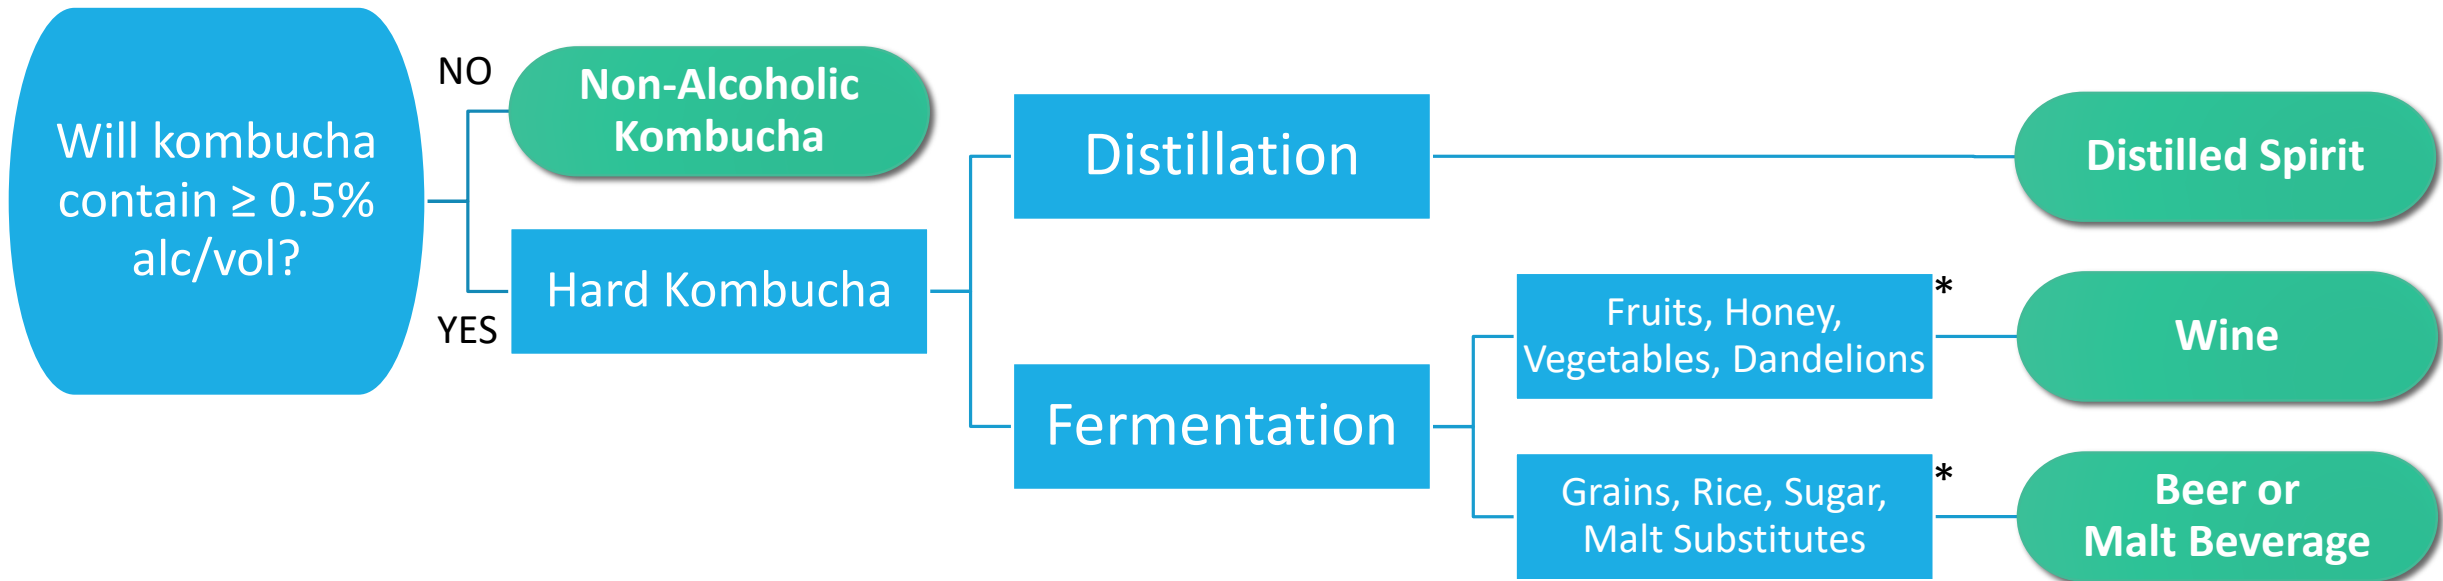 Will kombucha
contain ≥ 0.5%
alc/vol?
NO
YES
Non-Alcoholic
Kombucha
Hard Kombucha
Distillation
Fermentation
Fruits, Honey,
Vegetables, Dandelions
*
Grains, Rice, Sugar,
Malt Substitutes
*
Distilled Spirit
Wine
Beer or
Malt Beverage